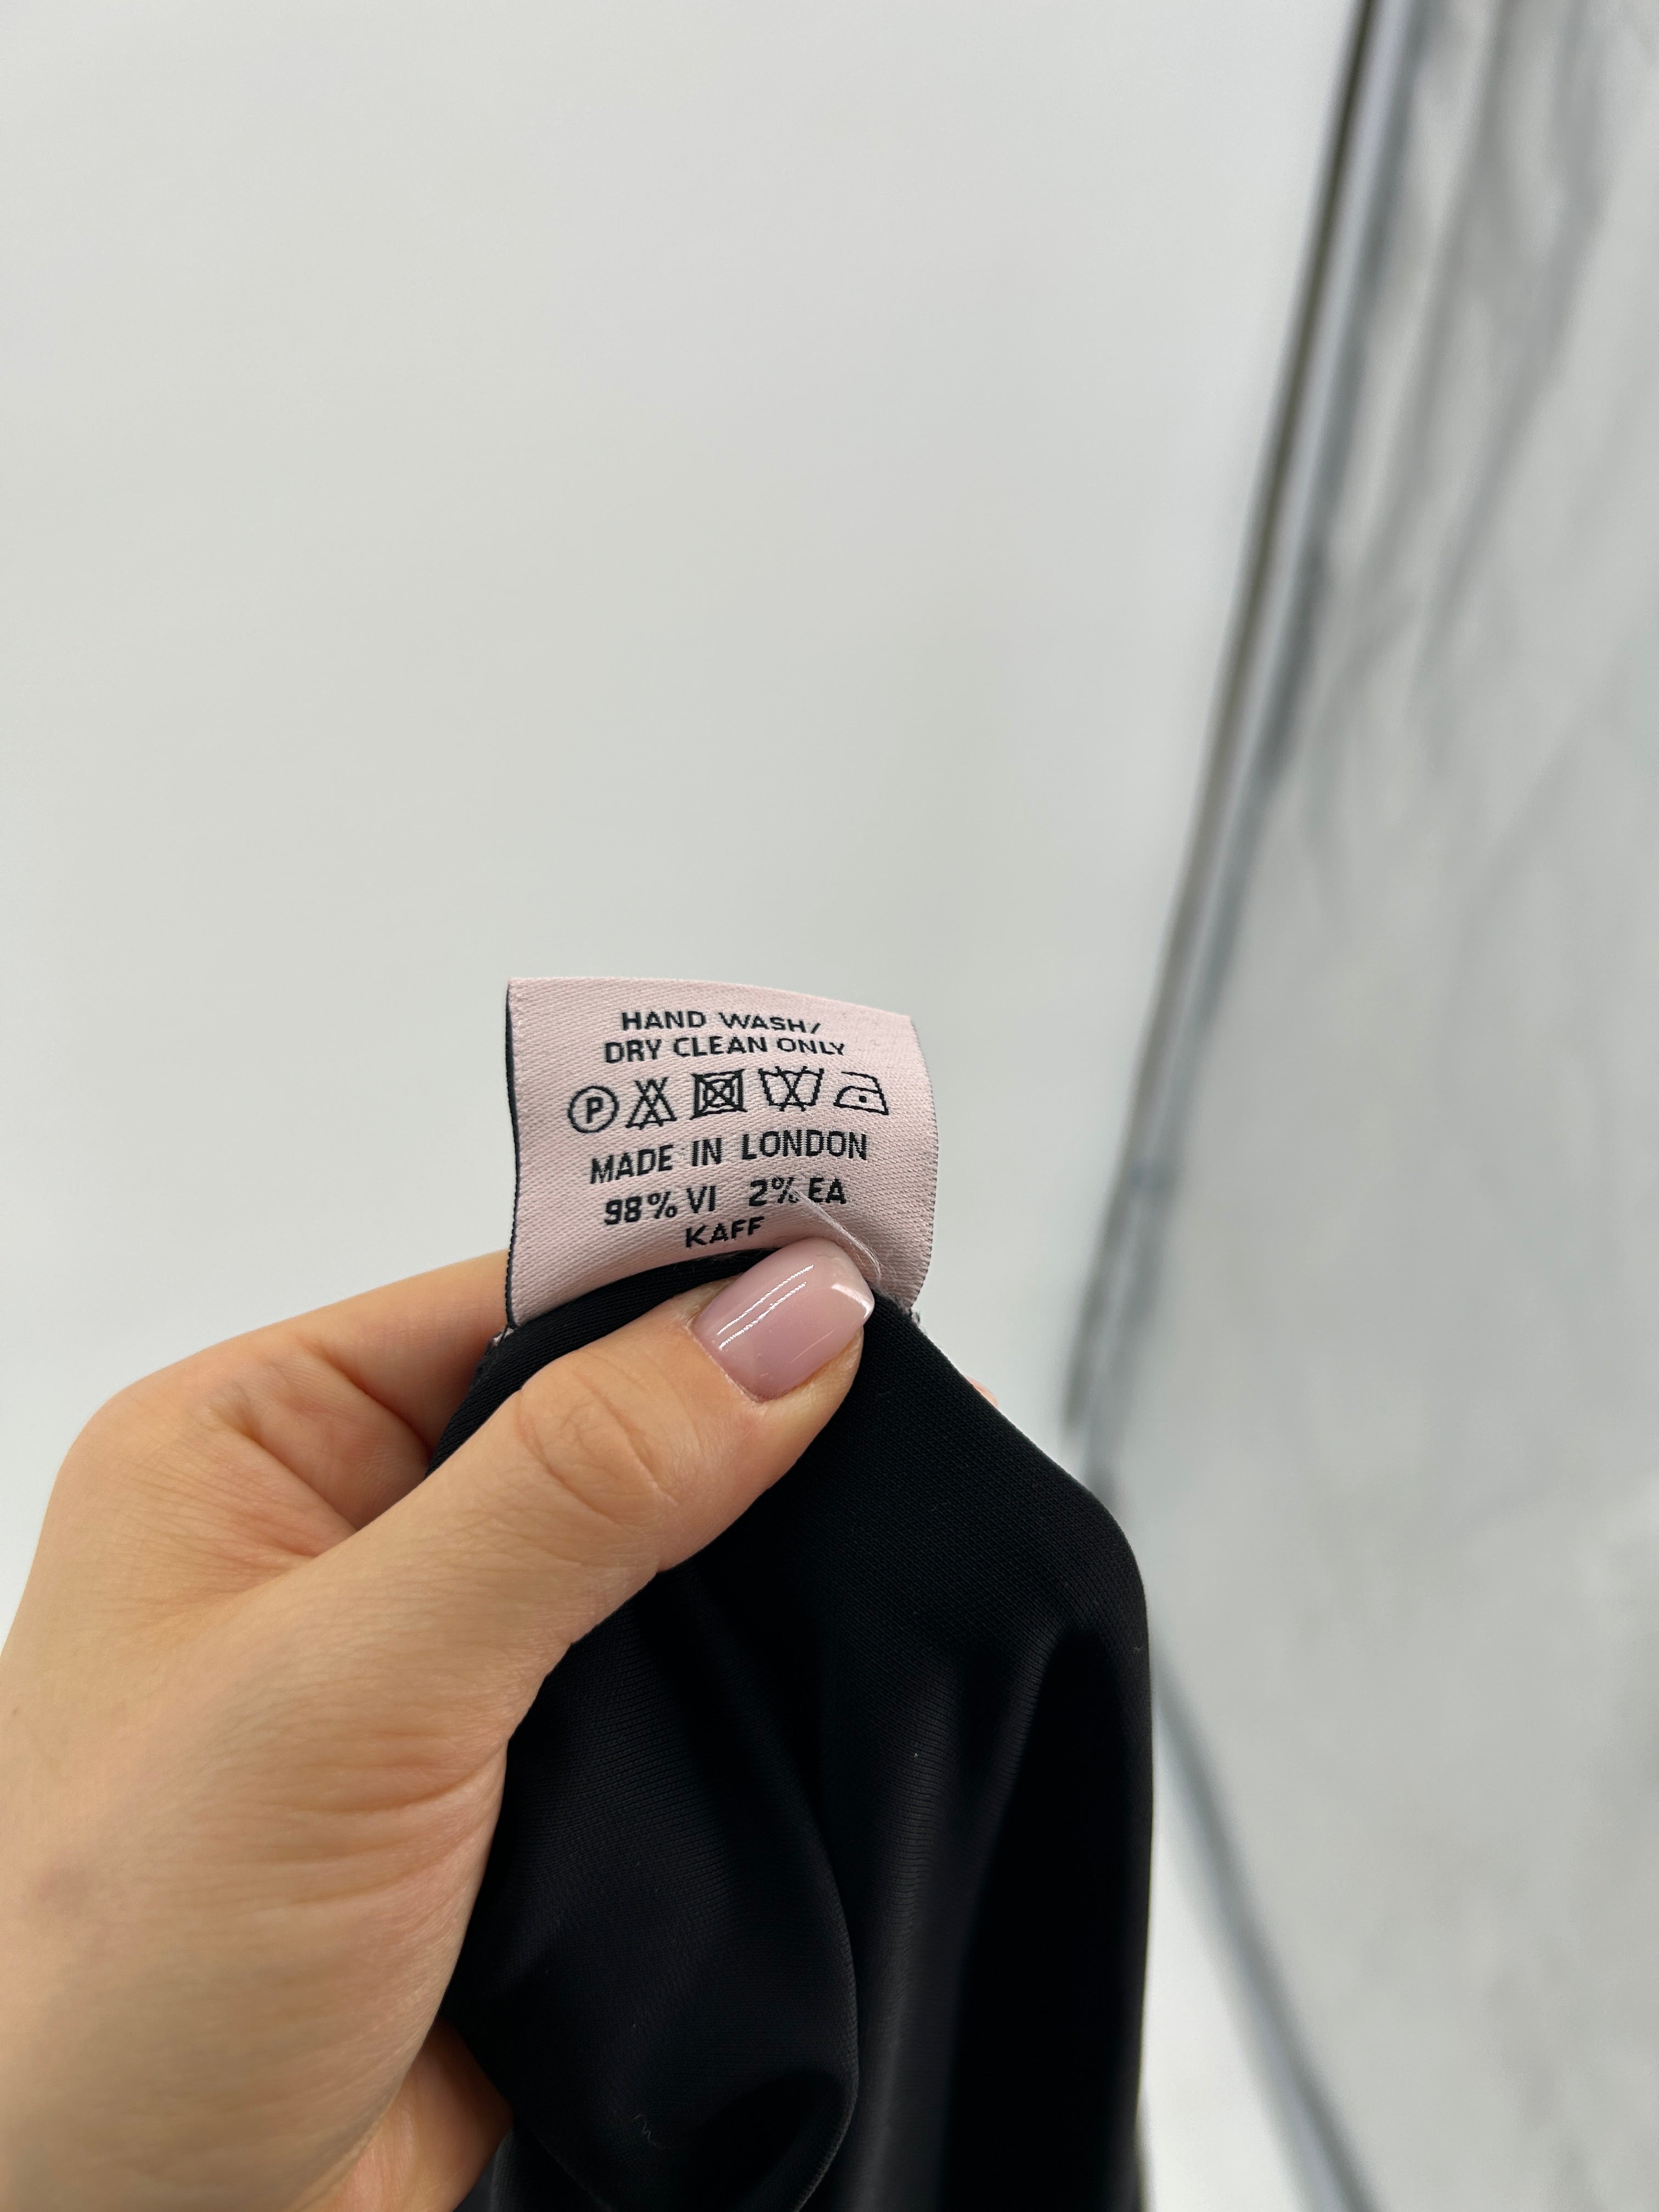 HAND WASH/
DRY CLEAN ONLY
P
MADE IN LONDON
98% VI 2% EA
KAFF